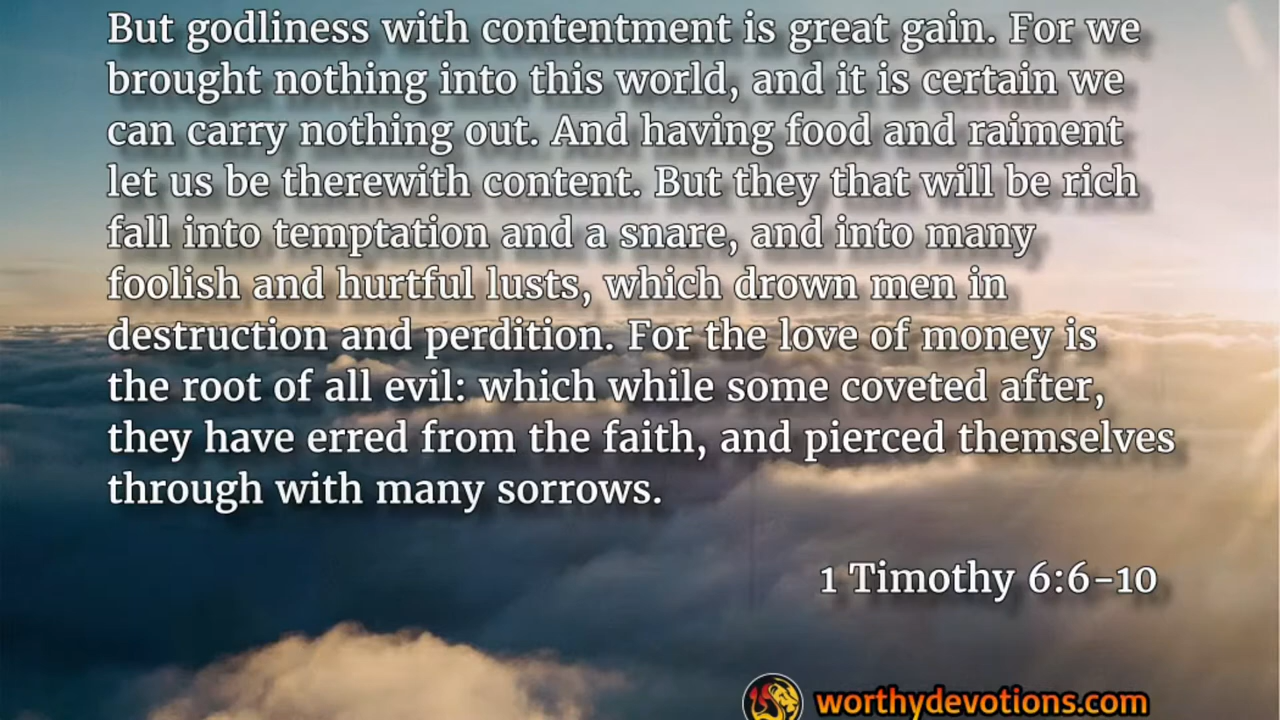 But godliness with contentment is great gain. For we
brought nothing into this world, and it is certain we
can carry nothing out. And having food and raiment
let us be therewith content. But they that will be rich
fall into temptation and a snare, and into many
foolish and hurtful lusts, which drown men in
destruction and perdition. For the love of money is
the root of all evil: which while some coveted after,
they have erred from the faith, and pierced themselves
through with many sorrows.
1 Timothy 6:6-10
worthydevotions.com